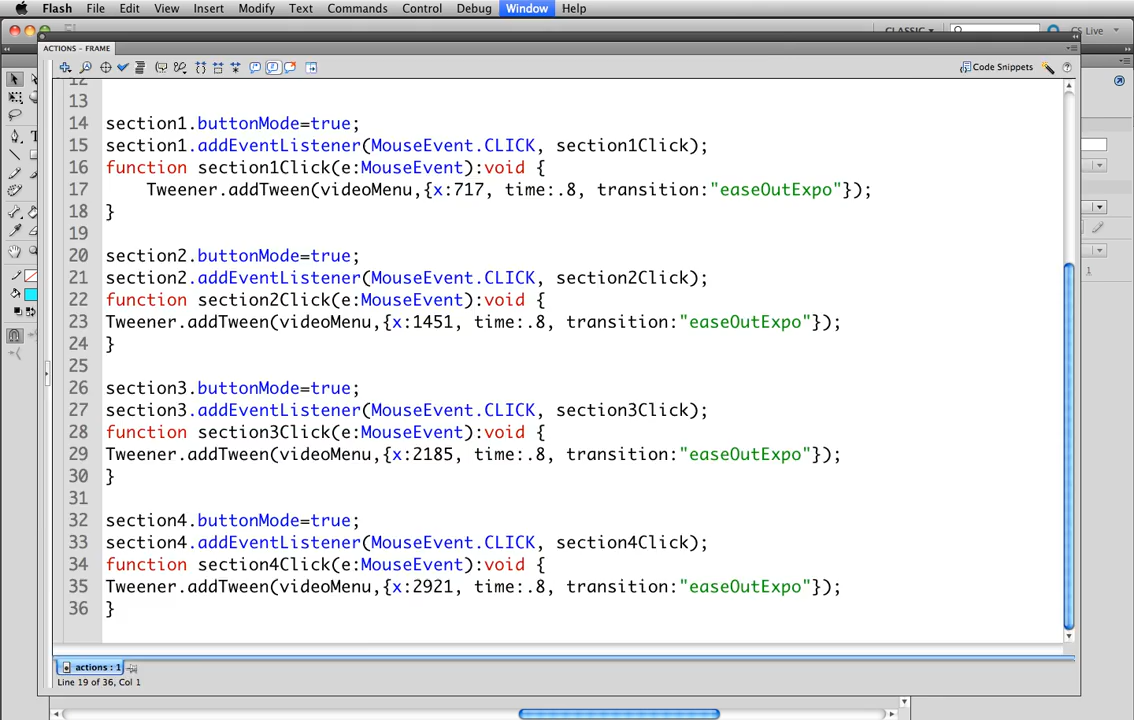 Flash File Edit View Insert Modify Text Commands Control Debug Window Help
CLASSIC CS Live
ACTIONS - FRAME
Code Snippets
12
13
14 section1.buttonMode=true;
15 section1.addEventListener(MouseEvent.CLICK, section1Click);
16 function section1Click(e:MouseEvent):void {
17 Tweener.addTween(videoMenu,{x:717, time:.8, transition:"easeOutExpo"});
18 }
19
20 section2.buttonMode=true;
21 section2.addEventListener(MouseEvent.CLICK, section2Click);
22 function section2Click(e:MouseEvent):void {
23 Tweener.addTween(videoMenu,{x:1451, time:.8, transition:"easeOutExpo"});
24 }
25
26 section3.buttonMode=true;
27 section3.addEventListener(MouseEvent.CLICK, section3Click);
28 function section3Click(e:MouseEvent):void {
29 Tweener.addTween(videoMenu,{x:2185, time:.8, transition:"easeOutExpo"});
30 }
31
32 section4.buttonMode=true;
33 section4.addEventListener(MouseEvent.CLICK, section4Click);
34 function section4Click(e:MouseEvent):void {
35 Tweener.addTween(videoMenu,{x:2921, time:.8, transition:"easeOutExpo"});
36 }
1
actions : 1
Line 19 of 36, Col 1